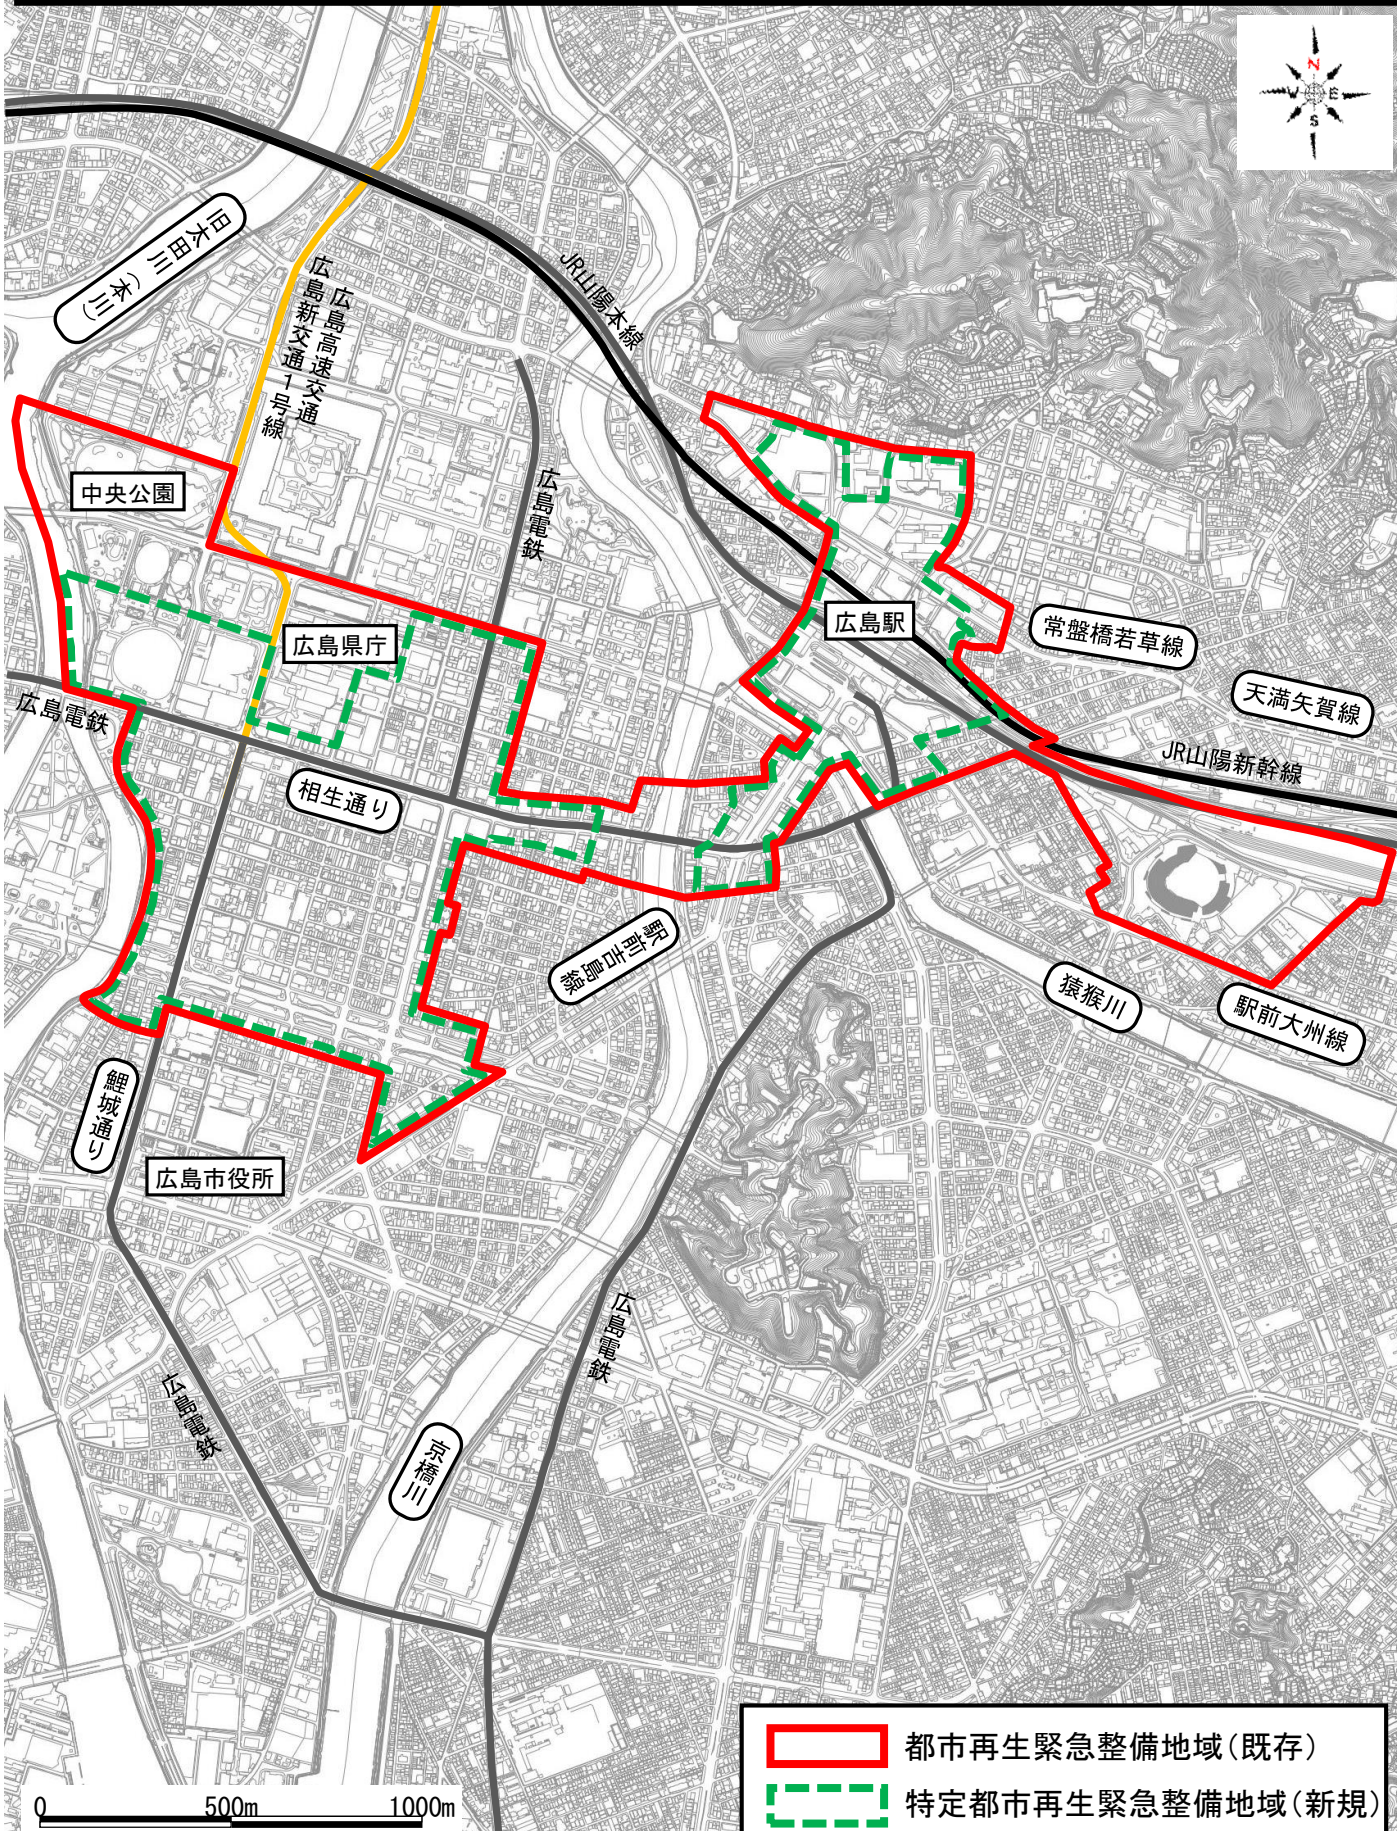 N
W
E
S
旧太田川(本川)
広島高速交通
広島新交通1号線
JR山陽本線
中央公園
広島電鉄
広島県庁
広島駅
常盤橋若草線
天満矢賀線
広島電鉄
JR山陽新幹線
相生通り
駅前吉島線
猿猴川
駅前大州線
鯉城通り
広島市役所
広島電鉄
広島電鉄
京橋川
都市再生緊急整備地域(既存)
特定都市再生緊急整備地域(新規)
0 500m 1000m